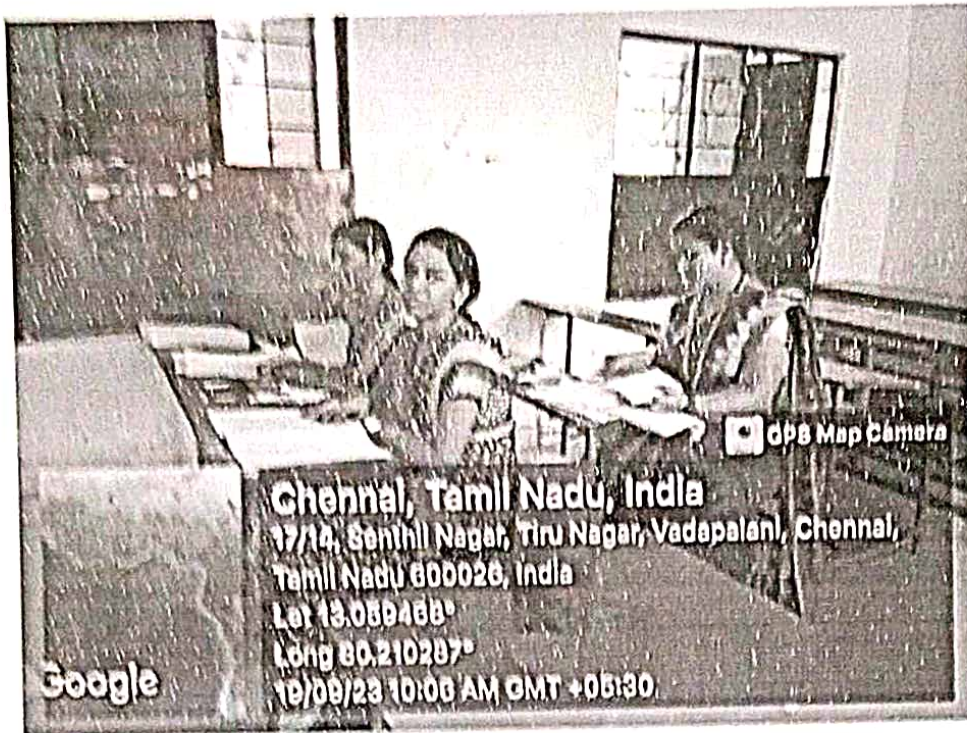 GPS Map Camera
Chennai, Tamil Nadu, India
17/14, Senthil Nagar, Tiru Nagar, Vadapalani, Chennai,
Tamil Nadu 600026, India
Lat 13.059468°
Long 80.210287°
19/09/23 10:06 AM GMT +05:30
Google